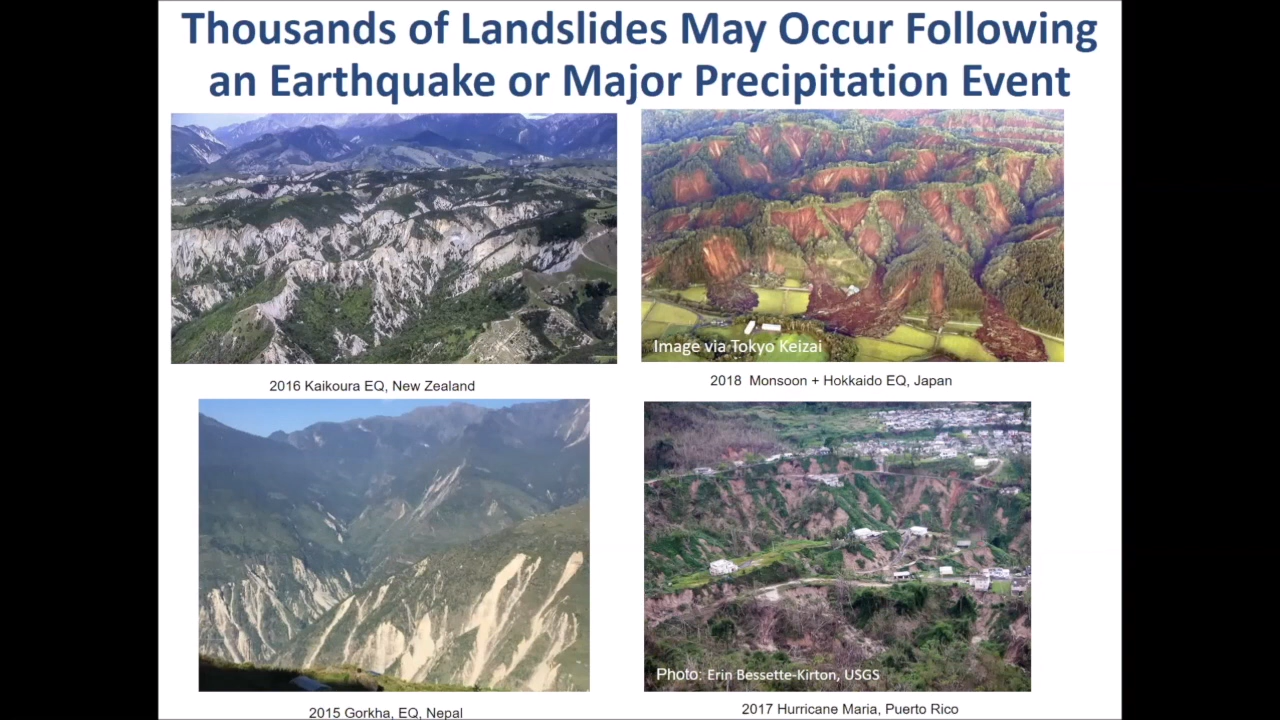 Thousands of Landslides May Occur Following
an Earthquake or Major Precipitation Event
Image via Tokyo Keizai
2016 Kaikoura EQ, New Zealand
2018 Monsoon + Hokkaido EQ, Japan
Photo: Erin Bessette-Kirton, USGS
2015 Gorkha, EQ, Nepal
2017 Hurricane Maria, Puerto Rico